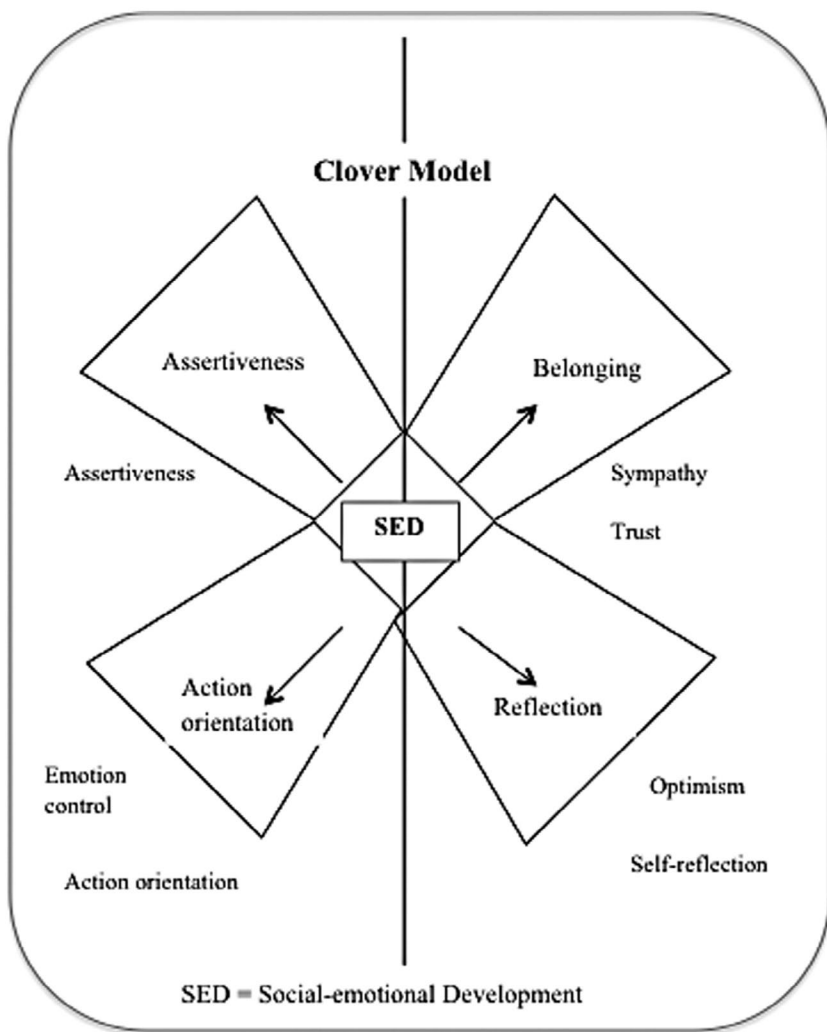 Clover Model
Assertiveness
Belonging
Assertiveness
Sympathy
SED
Trust
Action
orientation
Reflection
Emotion
control
Optimism
Self-reflection
Action orientation
SED = Social-emotional Development